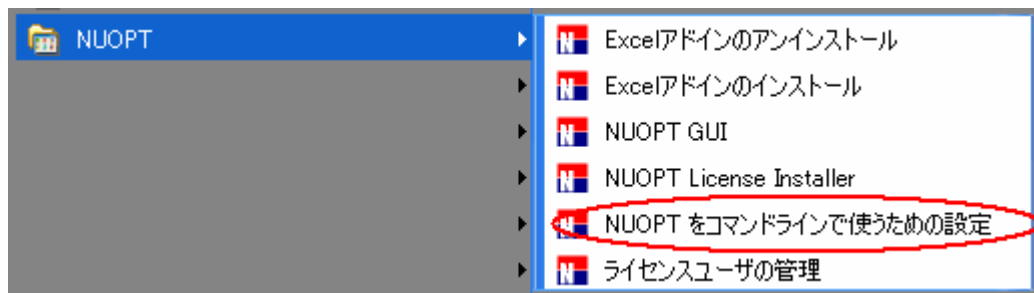 NUOPT
Excelアドインのアンインストール
Excelアドインのインストール
NUOPT GUI
NUOPT License Installer
NUOPT をコマンドラインで使うための設定
ライセンスユーザの管理